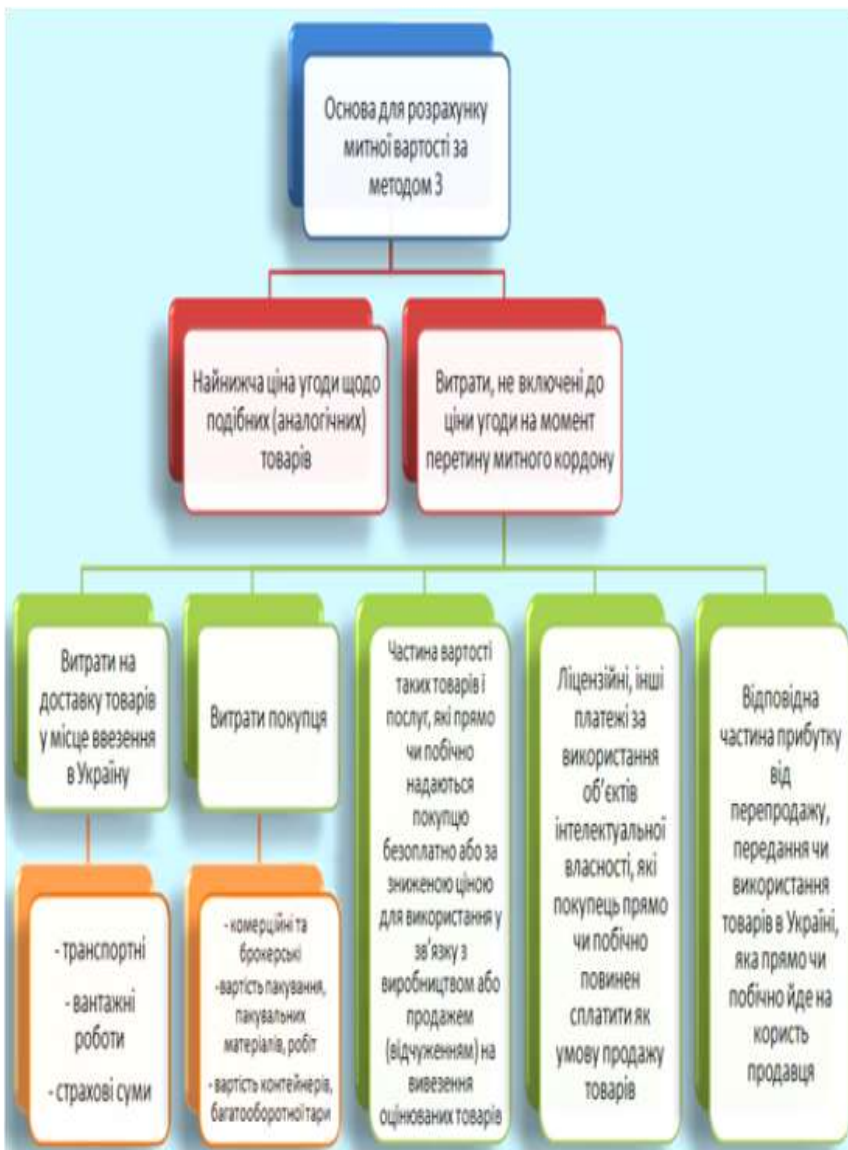 Основа для розрахунку
митної вартості за
методом 3
Найнижча ціна угоди щодо
подібних (аналогічних)
товарів
Витрати, не включені до
ціни угоди на момент
перетину митного кордону
Витрати на
доставку товарів
у місце ввезення
в Україну
Витрати покупця
Частина вартості
таких товарів і
послуг, які прямо
чи побічно
надаються
покупцю
безоплатно або за
зниженою ціною
для використання у
зв'язку з
виробництвом або
продажем
(відчуженням) на
вивезення
оцінюваних товарів
Ліцензійні, інші
платежі за
використання
об'єктів
інтелектуальної
власності, які
покупець прямо
чи побічно
повинен
сплатити як
умову продажу
товарів
Відповідна
частина прибутку
від
перепродажу,
передання чи
використання
товарів в Україні,
яка прямо чи
побічно йде на
користь
продавця
- транспортні
- вантажні
роботи
- страхові суми
- комерційні та
брокерські
-вартість пакування,
пакувальних
матеріалів, робіт
- вартість контейнерів,
багатооборотної тари